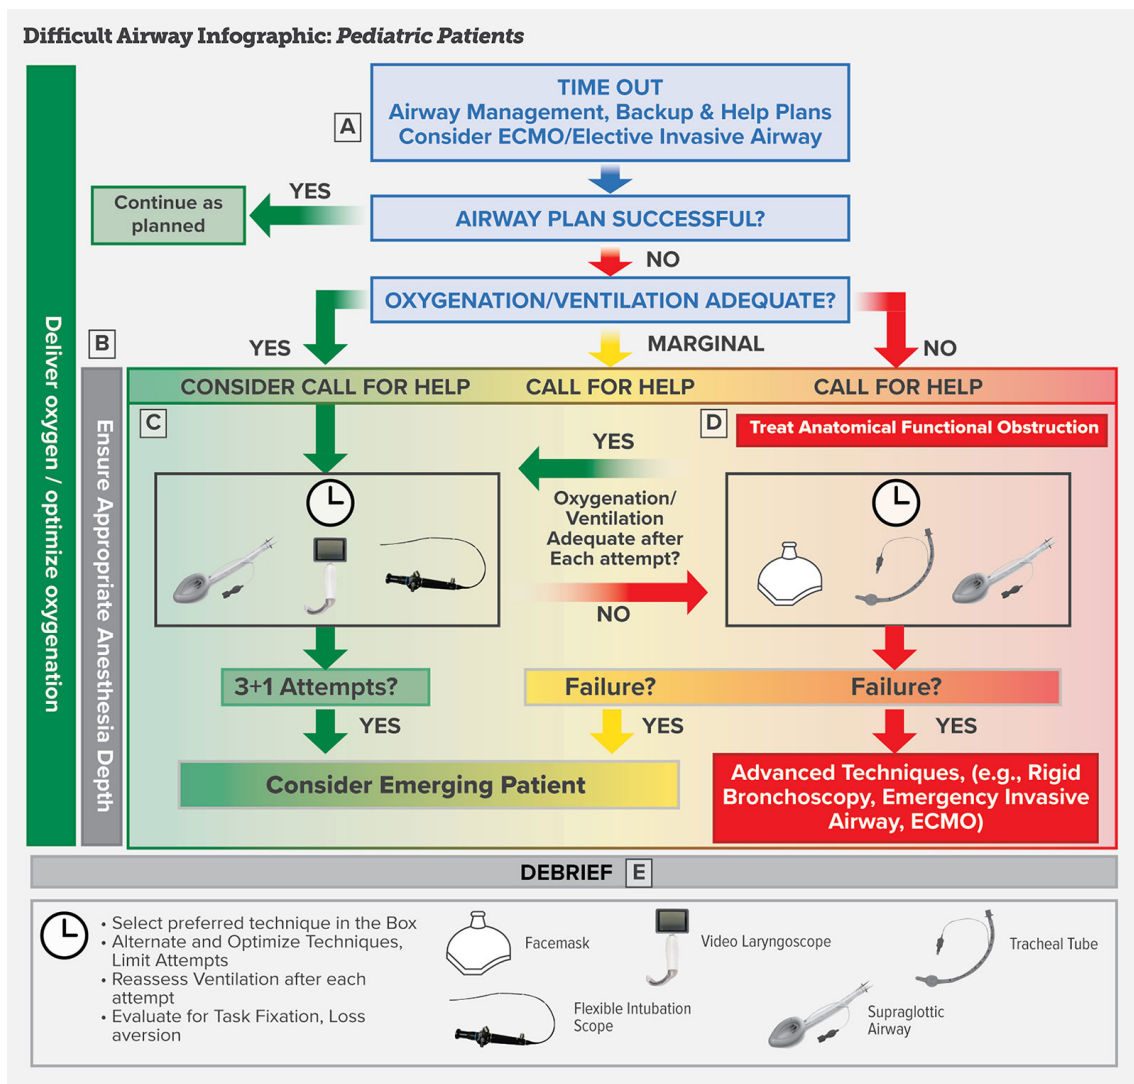 Difficult Airway Infographic: Pediatric Patients
TIME OUT
Airway Management, Backup & Help Plans
Consider ECMO/Elective Invasive Airway
A
YES
Continue as
planned
AIRWAY PLAN SUCCESSFUL?
NO
OXYGENATION/VENTILATION ADEQUATE?
B
YES
MARGINAL
NO
Deliver oxygen / optimize oxygenation
Ensure Appropriate Anesthesia Depth
CONSIDER CALL FOR HELP
CALL FOR HELP
CALL FOR HELP
C
D
Treat Anatomical Functional Obstruction
YES
Oxygenation/
Ventilation
Adequate after
Each attempt?
NO
3+1 Attempts?
Failure?
Failure?
YES
YES
YES
Consider Emerging Patient
Advanced Techniques, (e.g., Rigid
Bronchoscopy, Emergency Invasive
Airway, ECMO)
DEBRIEF
E
• Select preferred technique in the Box
• Alternate and Optimize Techniques,
Limit Attempts
• Reassess Ventilation after each
attempt
• Evaluate for Task Fixation, Loss
aversion
Facemask
Video Laryngoscope
Tracheal Tube
Flexible Intubation
Scope
Supraglottic
Airway